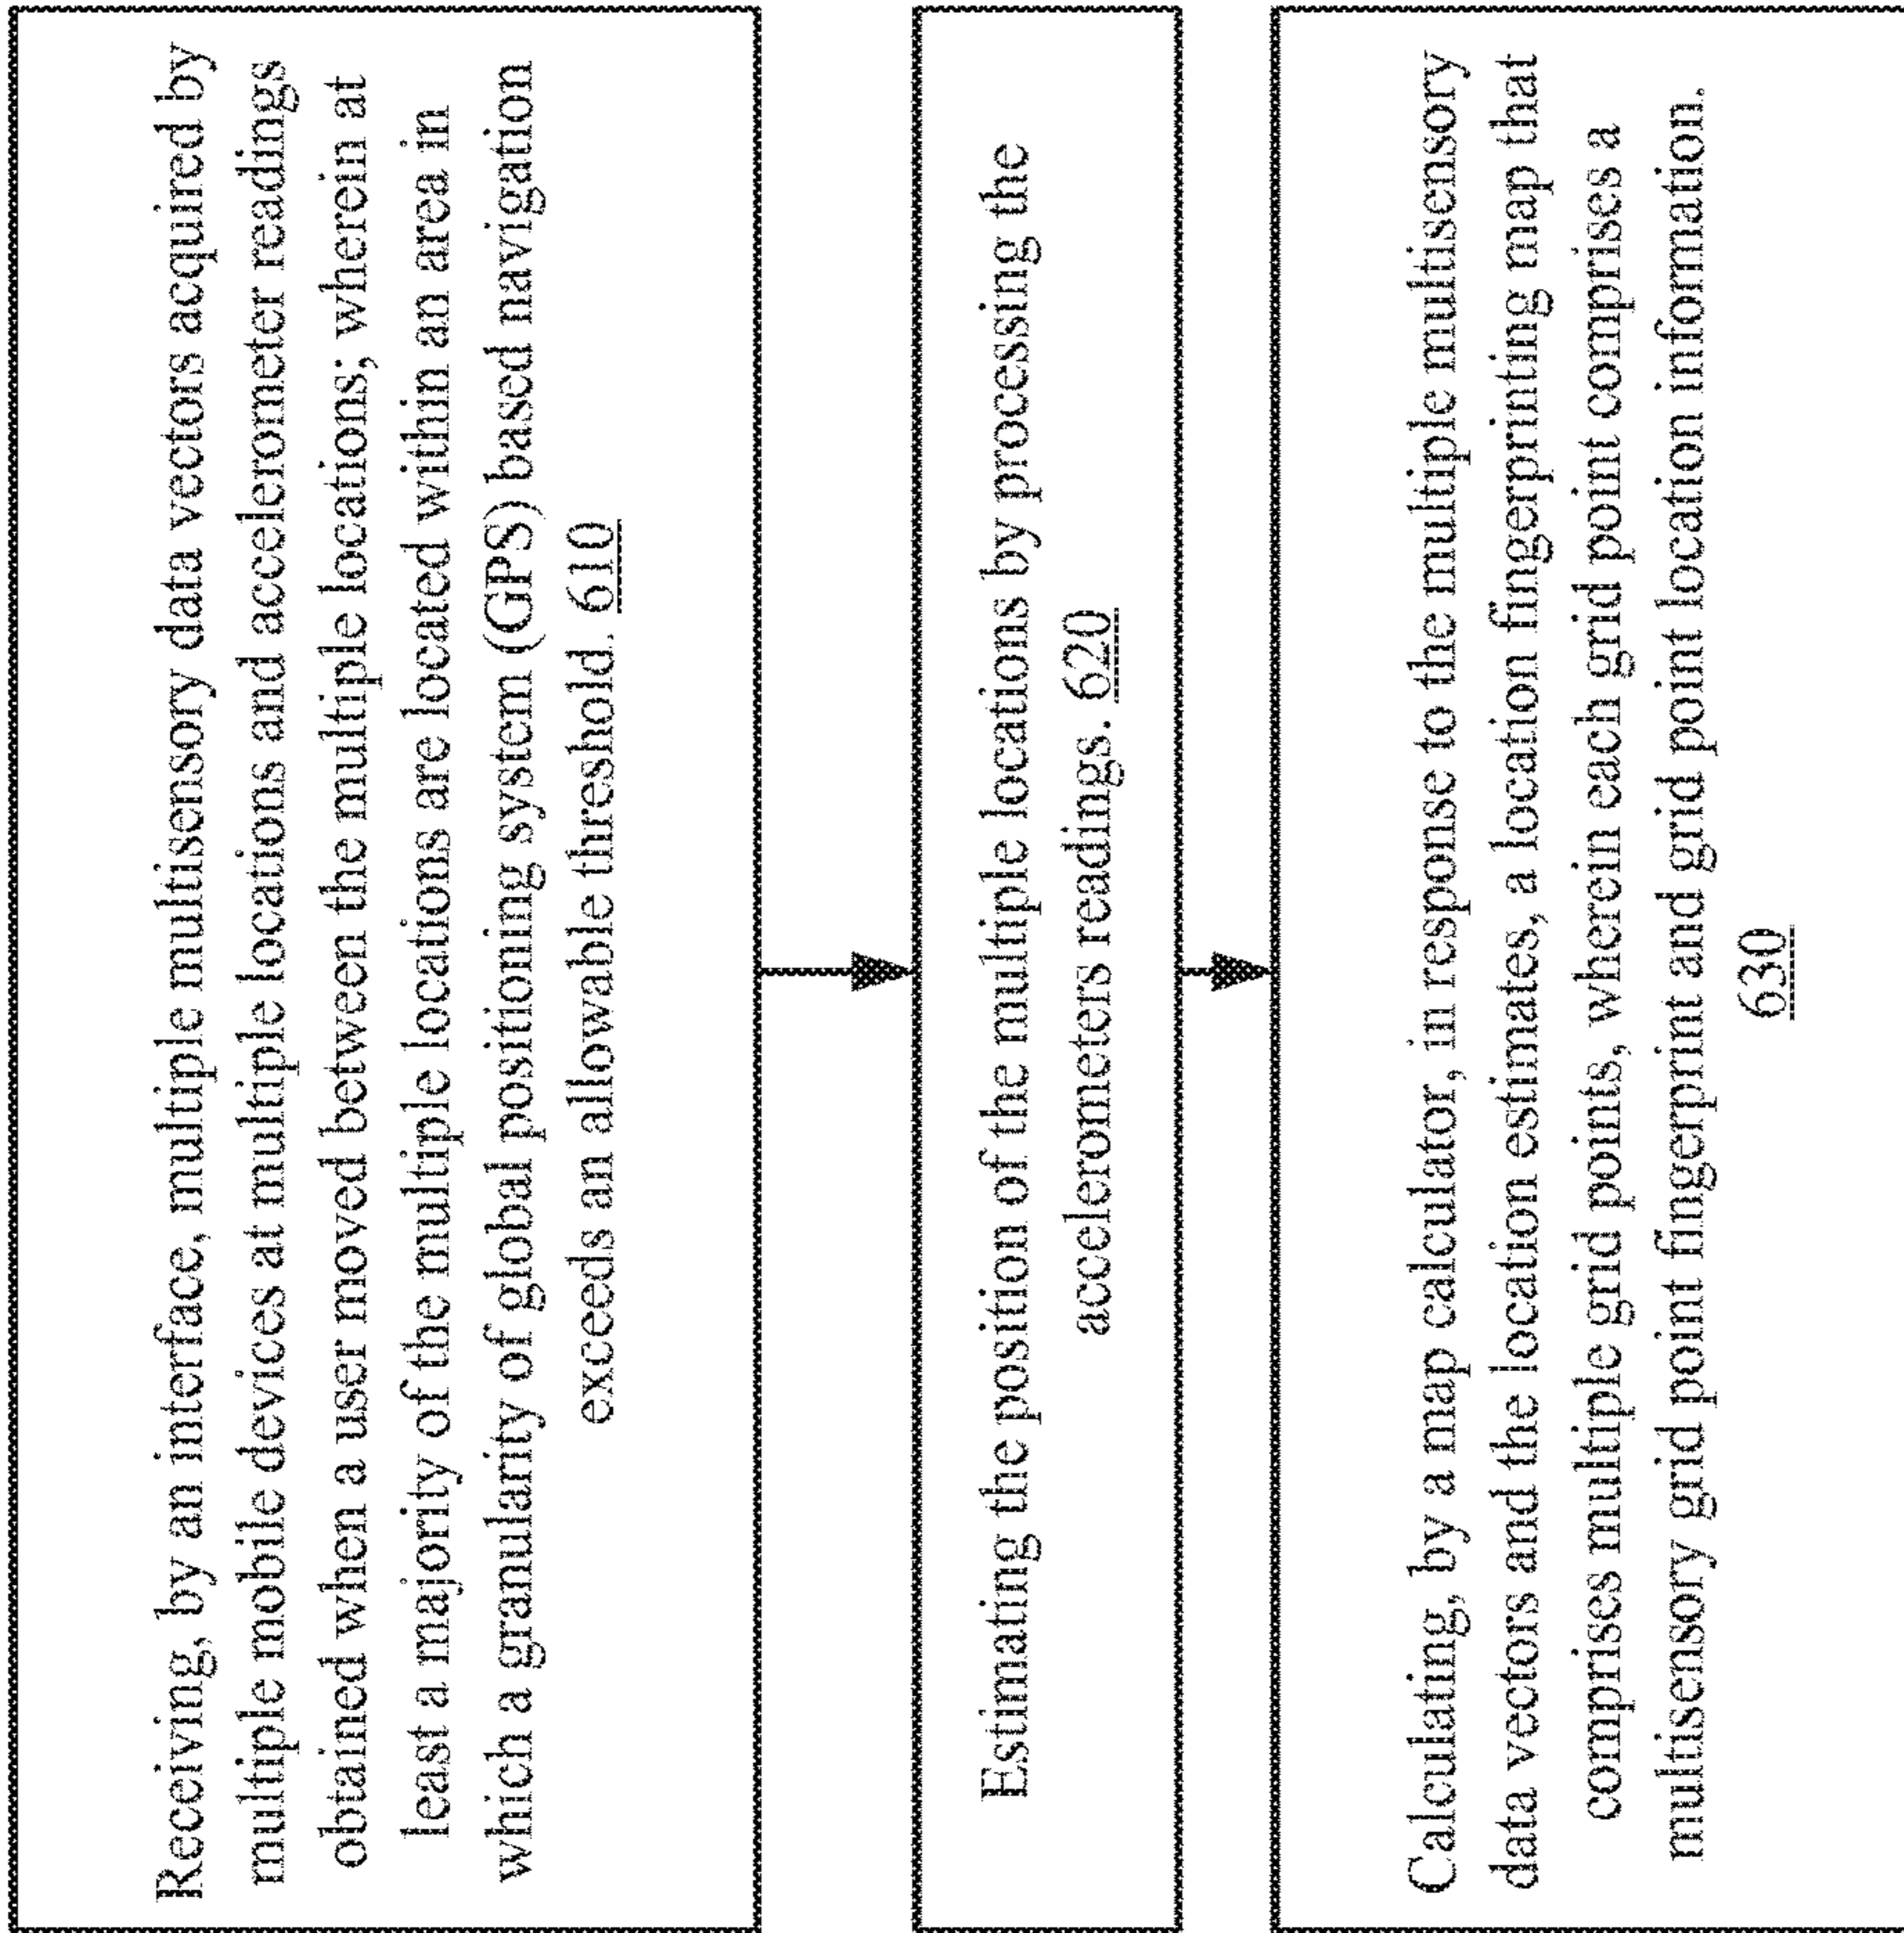 Receiving, by an interface, multiple multisensory data vectors acquired by
multiple mobile devices at multiple locations and accelerometer readings
obtained when a user moved between the multiple locations; wherein at
least a majority of the multiple locations are located within an area in
which a granularity of global positioning system (GPS) based navigation
exceeds an allowable threshold. 610
Estimating the position of the multiple locations by processing the
accelerometers readings. 620
Calculating, by a map calculator, in response to the multiple multisensory
data vectors and the location estimates, a location fingerprinting map that
comprises multiple grid points, wherein each grid point comprises a
multisensory grid point fingerprint and grid point location information.
630